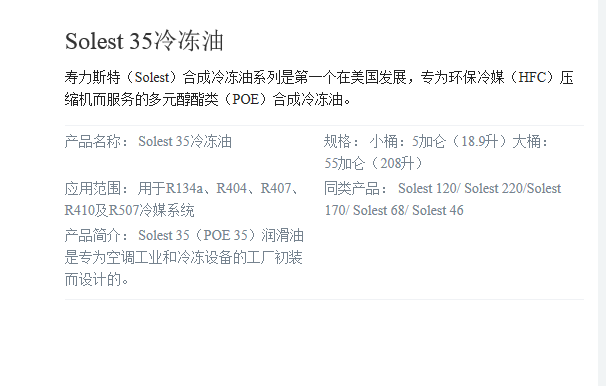 Solest 35冷冻油
寿力斯特（Solest）合成冷冻油系列是第一个在美国发展，专为环保冷媒（HFC）压
缩机而服务的多元醇酯类（POE）合成冷冻油。
产品名称： Solest 35冷冻油
规格： 小桶：5加仑（18.9升）大桶：
55加仑（208升）
应用范围： 用于R134a、R404、R407、
R410及R507冷媒系统
同类产品： Solest 120/ Solest 220/Solest
170/ Solest 68/ Solest 46
产品简介： Solest 35（POE 35）润滑油
是专为空调工业和冷冻设备的工厂初装
而设计的。